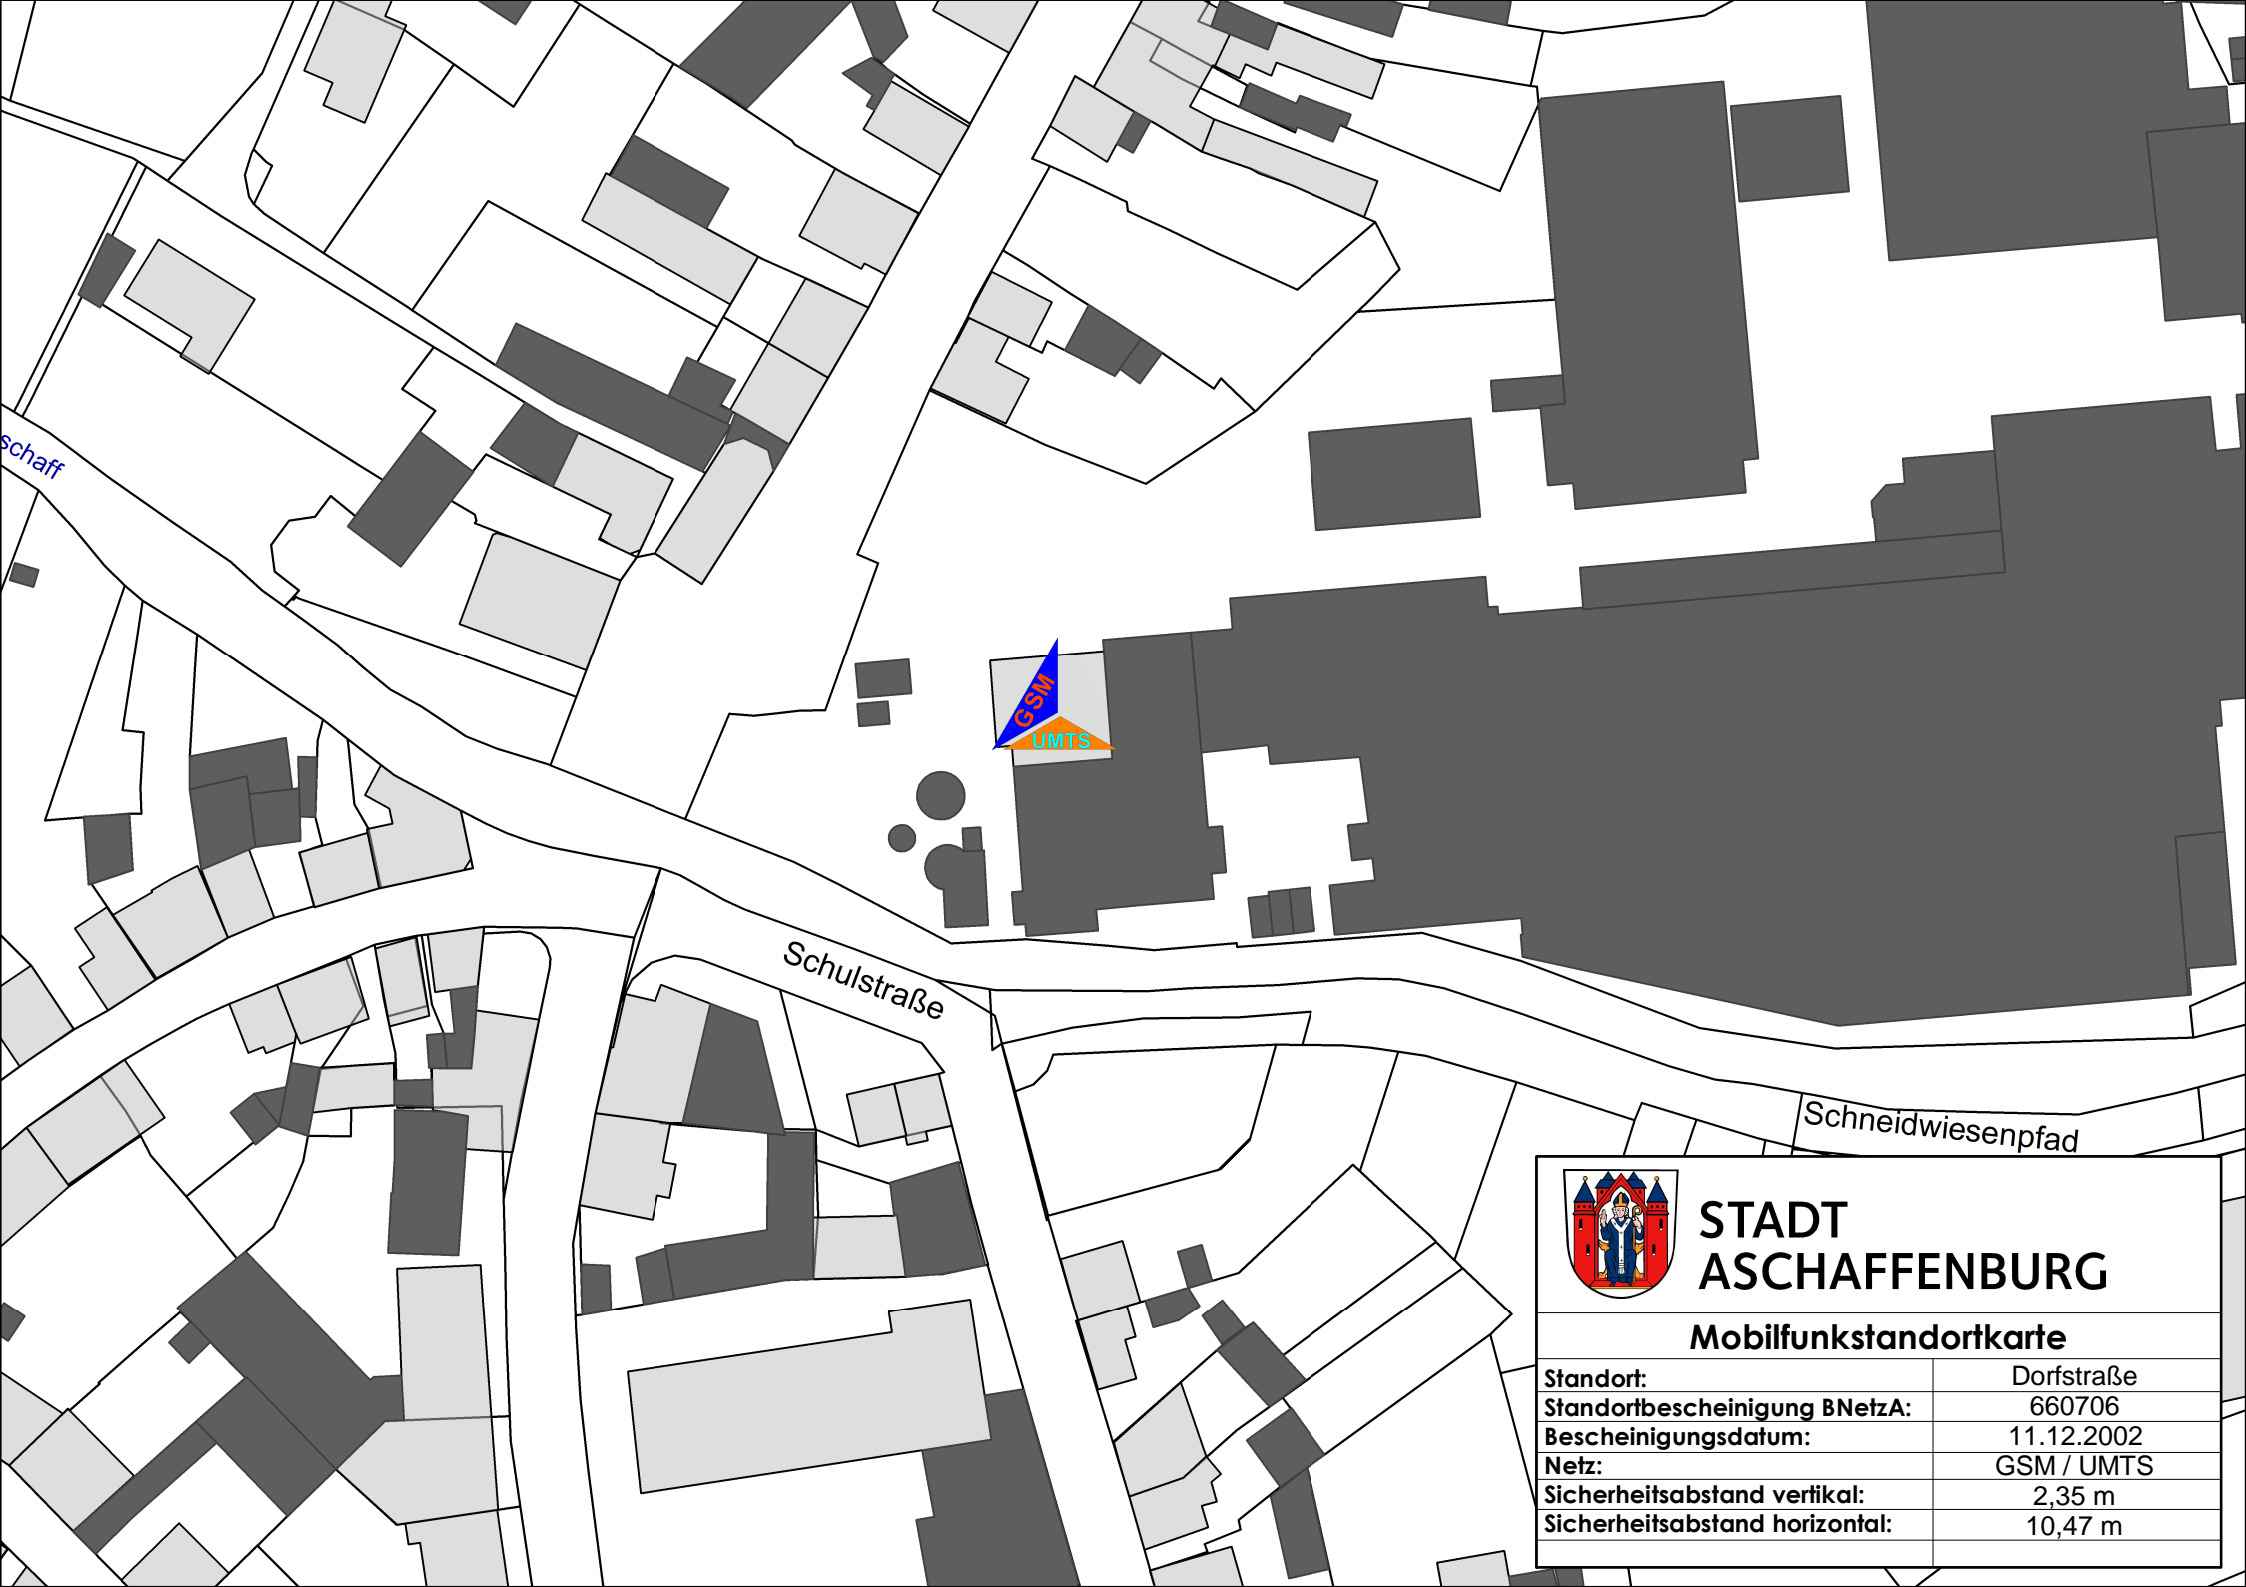 schaff
GSM
UMTS
Schulstraße
Schneidwiesenpfad
STADT
ASCHAFFENBURG
Mobilfunkstandortkarte
Standort: Dorfstraße
Standortbescheinigung BNetzA: 660706
Bescheinigungsdatum: 11.12.2002
Netz: GSM / UMTS
Sicherheitsabstand vertikal: 2,35 m
Sicherheitsabstand horizontal: 10,47 m